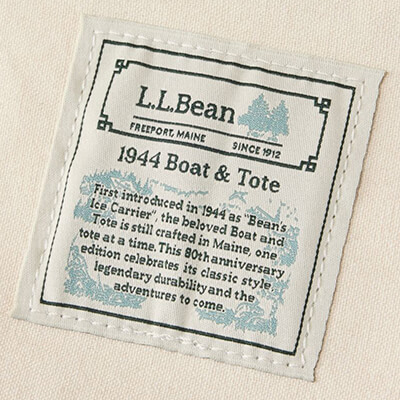 L.L.Bean
FREEPORT, MAINE SINCE 1912
1944 Boat & Tote
First introduced in 1944 as "Bean's
Ice Carrier", the beloved Boat and
Tote is still crafted in Maine, one
tote at a time. This 80th anniversary
edition celebrates its classic style,
legendary durability and the
adventures to come.